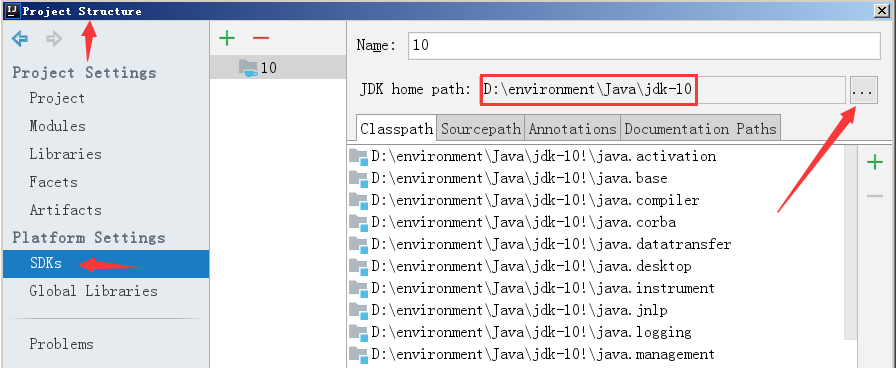 Project Structure
Project Settings
Project
Modules
Libraries
Facets
Artifacts
Platform Settings
SDKs
Global Libraries
Problems
10
Name: 10
JDK home path: D:\environment\Java\jdk-10 ...
Classpath Sourcepath Annotations Documentation Paths
D:\environment\Java\jdk-10!\java.activation
D:\environment\Java\jdk-10!\java.base
D:\environment\Java\jdk-10!\java.compiler
D:\environment\Java\jdk-10!\java.corba
D:\environment\Java\jdk-10!\java.datatransfer
D:\environment\Java\jdk-10!\java.desktop
D:\environment\Java\jdk-10!\java.instrument
D:\environment\Java\jdk-10!\java.jnlp
D:\environment\Java\jdk-10!\java.logging
D:\environment\Java\jdk-10!\java.management